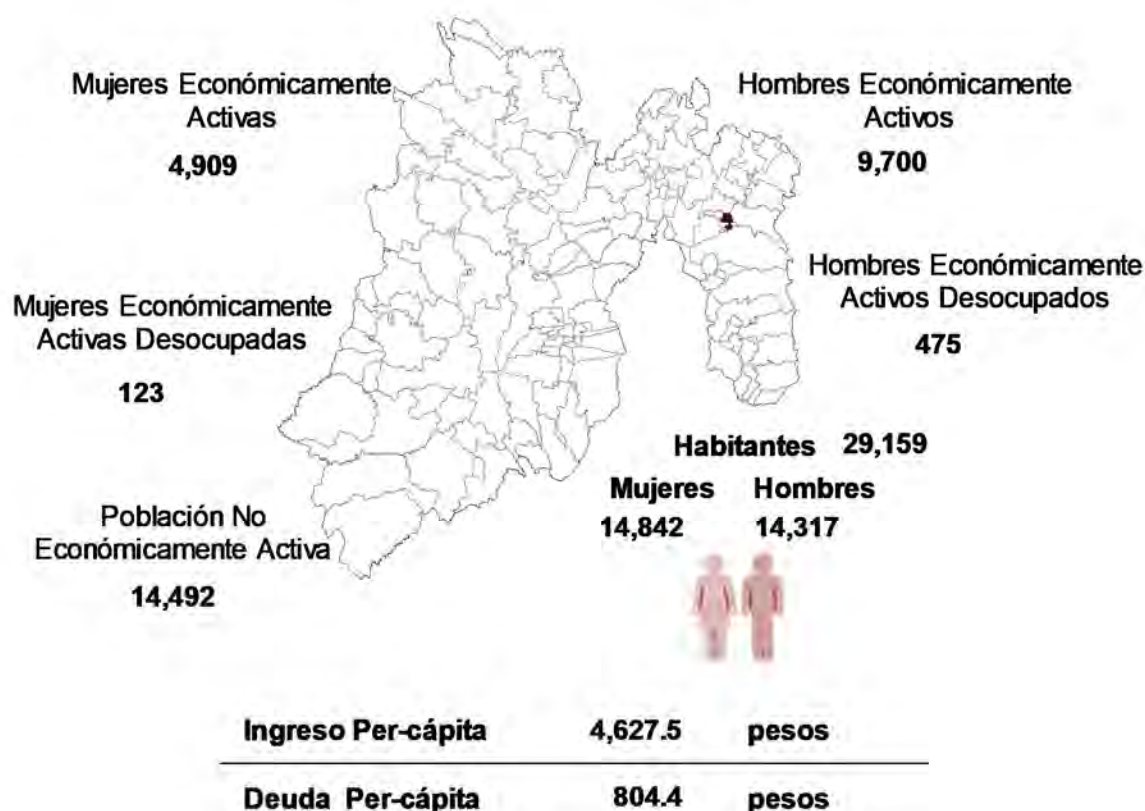 Mujeres Económicamente
Activas
4,909
Hombres Económicamente
Activos
9,700
Mujeres Económicamente
Activas Desocupadas
123
Hombres Económicamente
Activos Desocupados
475
Población No
Económicamente Activa
14,492
Habitantes 29,159
Mujeres Hombres
14,842 14,317
Ingreso Per-cápita 4,627.5 pesos
Deuda Per-cápita 804.4 pesos